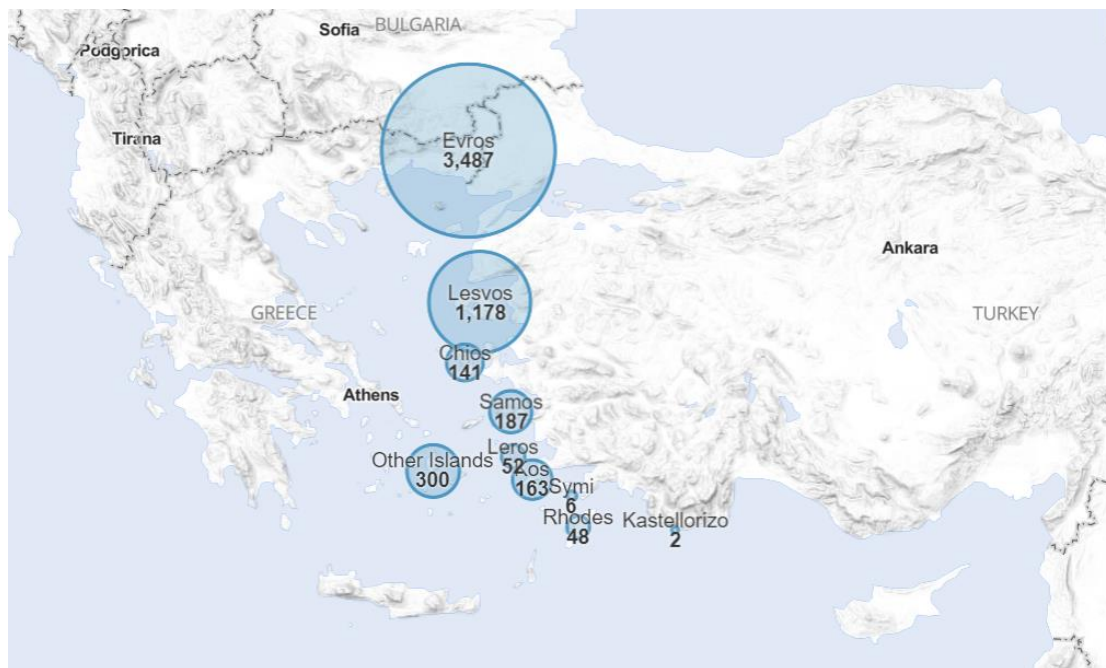 BULGARIA
Sofia
Podgorica
Tirana
Evros
3,487
Ankara
Lesvos
1,178
GREECE
TURKEY
Chios
141
Athens
Samos
187
Leros
52
Other Islands
300
Kos
163
Symi
6
Rhodes
48
Kastellorizo
2